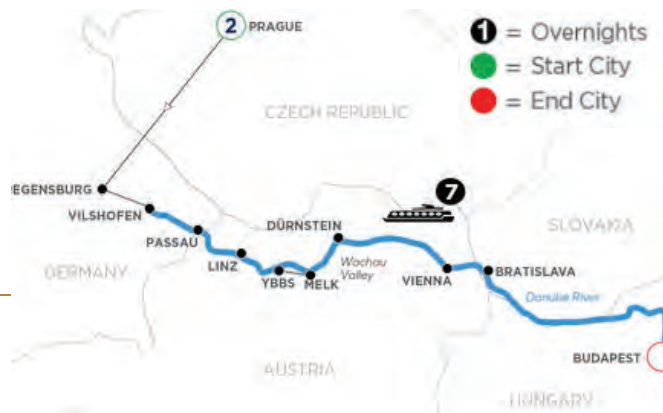 2 PRAGUE
1 = Overnights
= Start City
= End City
CZECH REPUBLIC
EGENSBURG
VILSHOFEN
PASSAU
LINZ
YBBS
MELK
DÜRNSTEIN
Wachau
Valley
7
VIENNA
BRATISLAVA
SLOVAKIA
Danube River
GERMANY
AUSTRIA
HUNGARY
BUDAPEST